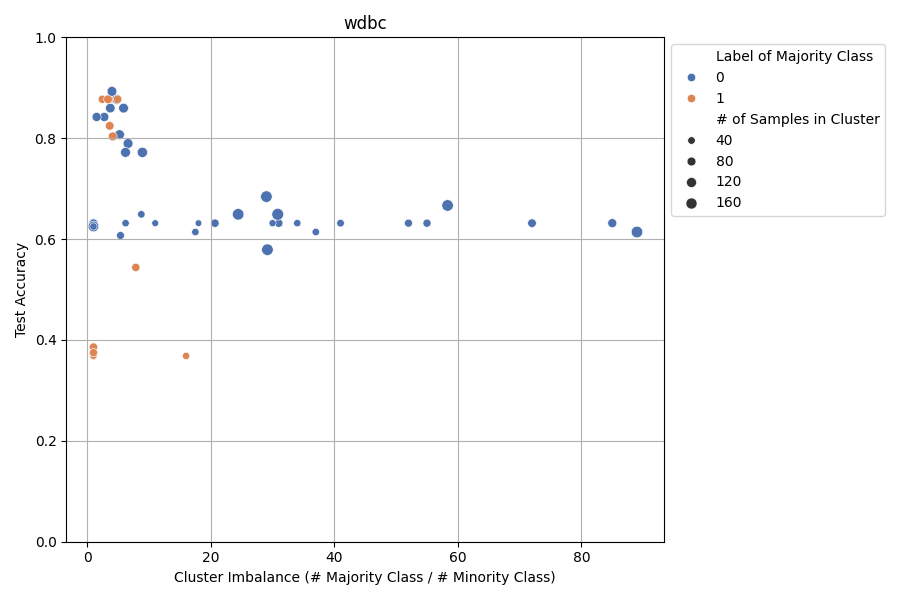 wdbc
1.0
0.8
0.6
0.4
0.2
0.0
Test Accuracy
0 20 40 60 80
Cluster Imbalance (# Majority Class / # Minority Class)
Label of Majority Class
0
1
# of Samples in Cluster
40
80
120
160